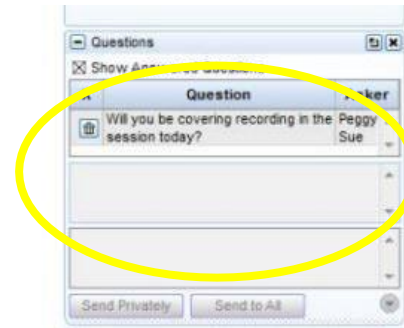 Questions
Show Answered Questions
X Question Asker
Will you be covering recording in the Peggy
session today? Sue
Send Privately Send to All